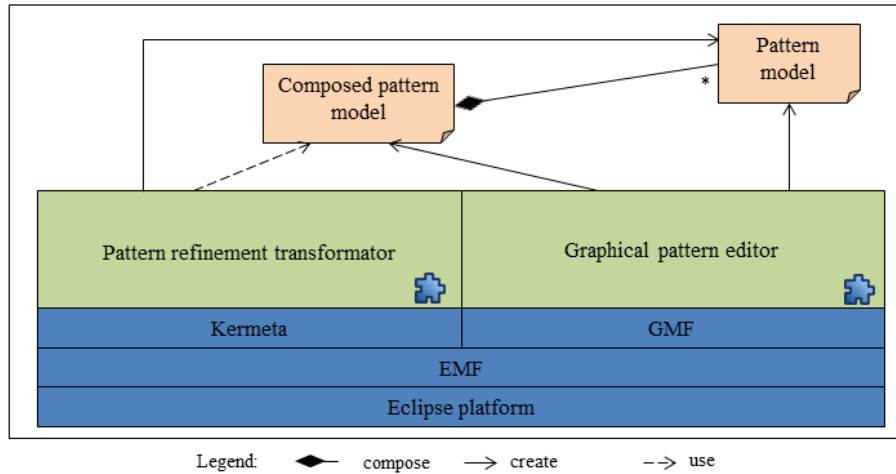 Pattern
model
*
Composed pattern
model
Pattern refinement transformator
Graphical pattern editor
Kermeta
GMF
EMF
Eclipse platform
Legend: compose create use